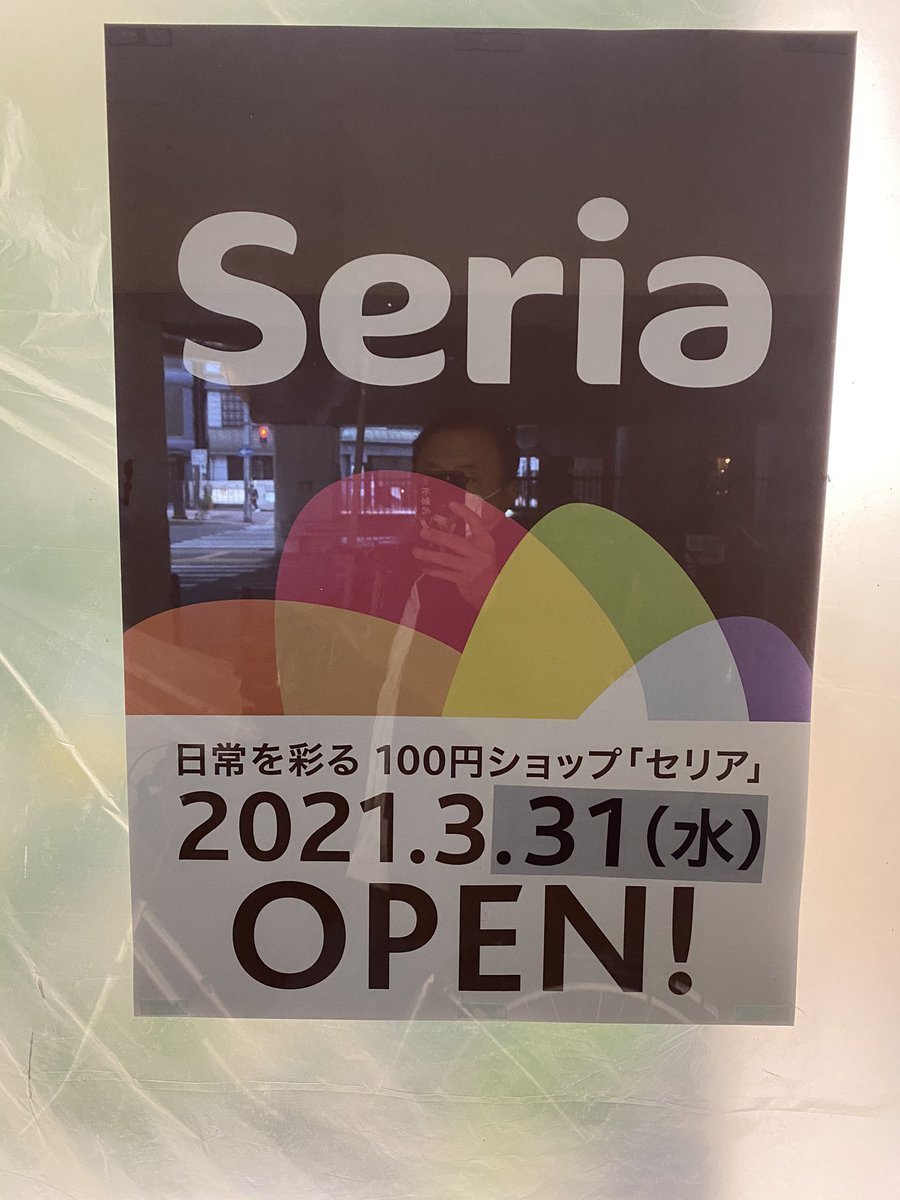 Seria
日常を彩る 100円ショップ「セリア」
2021.3.31(水)
OPEN!